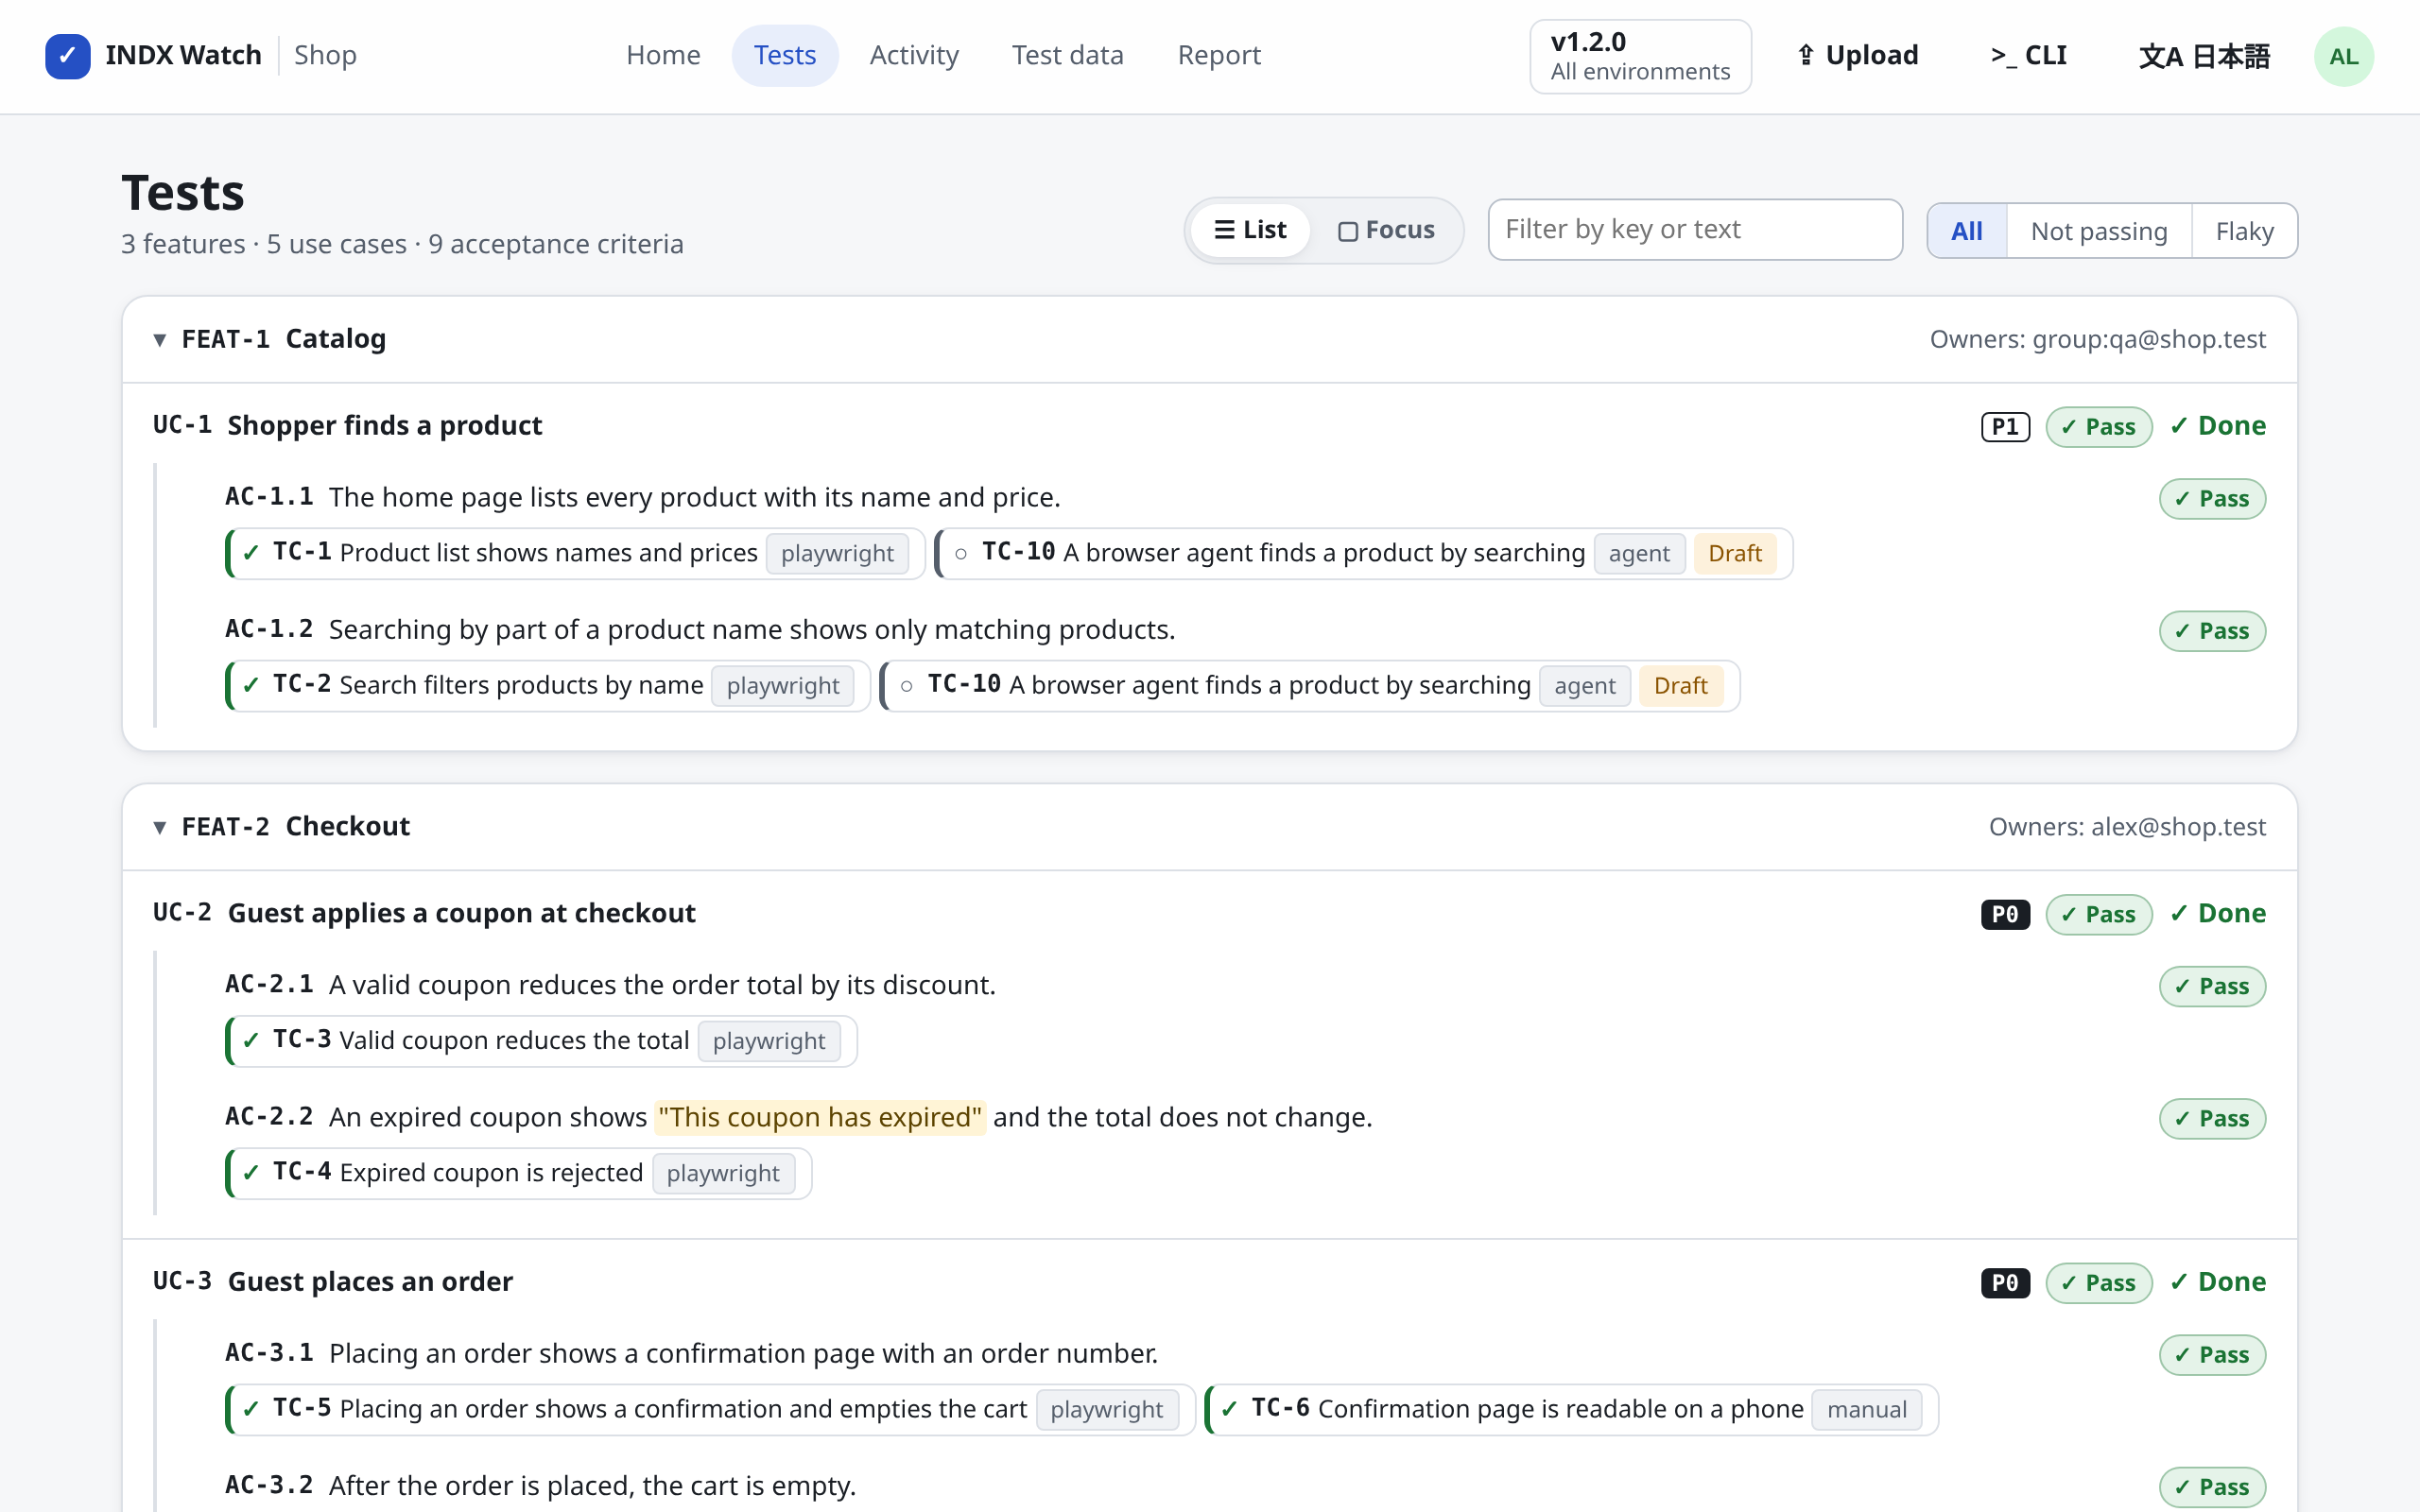 ✓ INDX Watch Shop Home Tests Activity Test data Report v1.2.0 All environments ⇪ Upload >_ CLI 文A 日本語 AL
Tests
3 features · 5 use cases · 9 acceptance criteria
☰ List ▢ Focus Filter by key or text All Not passing Flaky
▼ FEAT-1 Catalog Owners: group:qa@shop.test
UC-1 Shopper finds a product P1 ✓ Pass ✓ Done
AC-1.1 The home page lists every product with its name and price. ✓ Pass
✓ TC-1 Product list shows names and prices playwright ○ TC-10 A browser agent finds a product by searching agent Draft
AC-1.2 Searching by part of a product name shows only matching products. ✓ Pass
✓ TC-2 Search filters products by name playwright ○ TC-10 A browser agent finds a product by searching agent Draft
▼ FEAT-2 Checkout Owners: alex@shop.test
UC-2 Guest applies a coupon at checkout P0 ✓ Pass ✓ Done
AC-2.1 A valid coupon reduces the order total by its discount. ✓ Pass
✓ TC-3 Valid coupon reduces the total playwright
AC-2.2 An expired coupon shows "This coupon has expired" and the total does not change. ✓ Pass
✓ TC-4 Expired coupon is rejected playwright
UC-3 Guest places an order P0 ✓ Pass ✓ Done
AC-3.1 Placing an order shows a confirmation page with an order number. ✓ Pass
✓ TC-5 Placing an order shows a confirmation and empties the cart playwright ✓ TC-6 Confirmation page is readable on a phone manual
AC-3.2 After the order is placed, the cart is empty. ✓ Pass